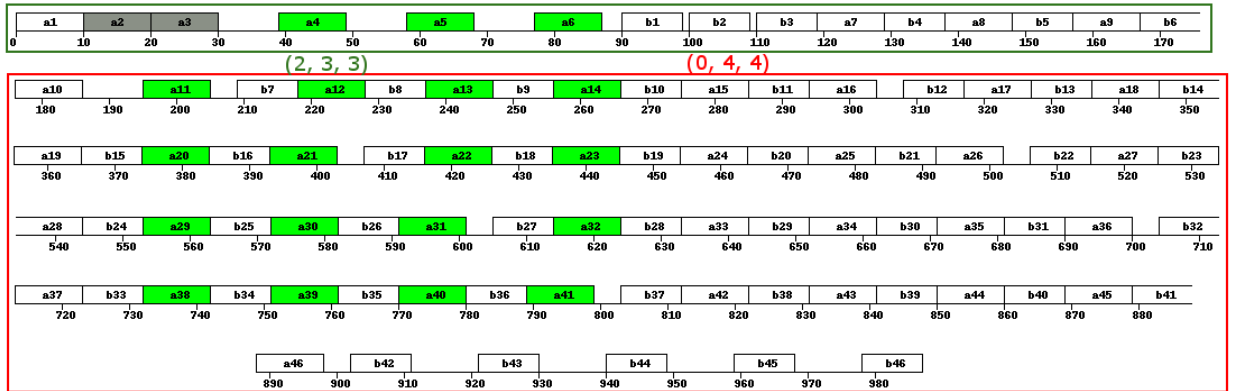 a1 a2 a3 a4 a5 a6 b1 b2 b3 a7 b4 a8 b5 a9 b6
0 10 20 30 40 50 60 70 80 90 100 110 120 130 140 150 160 170
(2, 3, 3) (0, 4, 4)
a10 a11 b7 a12 b8 a13 b9 a14 b10 a15 b11 a16 b12 a17 b13 a18 b14
180 190 200 210 220 230 240 250 260 270 280 290 300 310 320 330 340 350
a19 b15 a20 b16 a21 b17 a22 b18 a23 b19 a24 b20 a25 b21 a26 b22 a27 b23
360 370 380 390 400 410 420 430 440 450 460 470 480 490 500 510 520 530
a28 b24 a29 b25 a30 b26 a31 b27 a32 b28 a33 b29 a34 b30 a35 b31 a36 b32
540 550 560 570 580 590 600 610 620 630 640 650 660 670 680 690 700 710
a37 b33 a38 b34 a39 b35 a40 b36 a41 b37 a42 b38 a43 b39 a44 b40 a45 b41
720 730 740 750 760 770 780 790 800 810 820 830 840 850 860 870 880
a46 b42 b43 b44 b45 b46
890 900 910 920 930 940 950 960 970 980